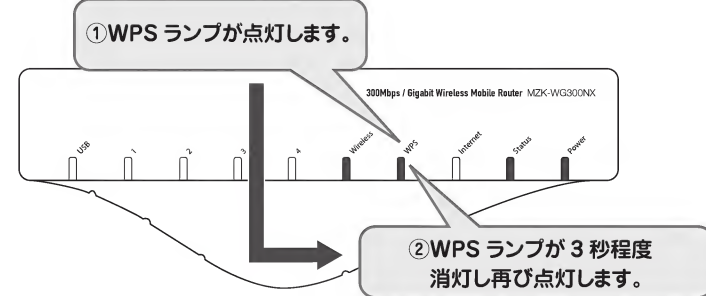 ①WPS ランプが点灯します。
300Mbps / Gigabit Wireless Mobile Router MZK-WG300NX
USB
1
2
3
4
Wireless
WPS
Internet
Status
Power
②WPS ランプが 3 秒程度
消灯し再び点灯します。